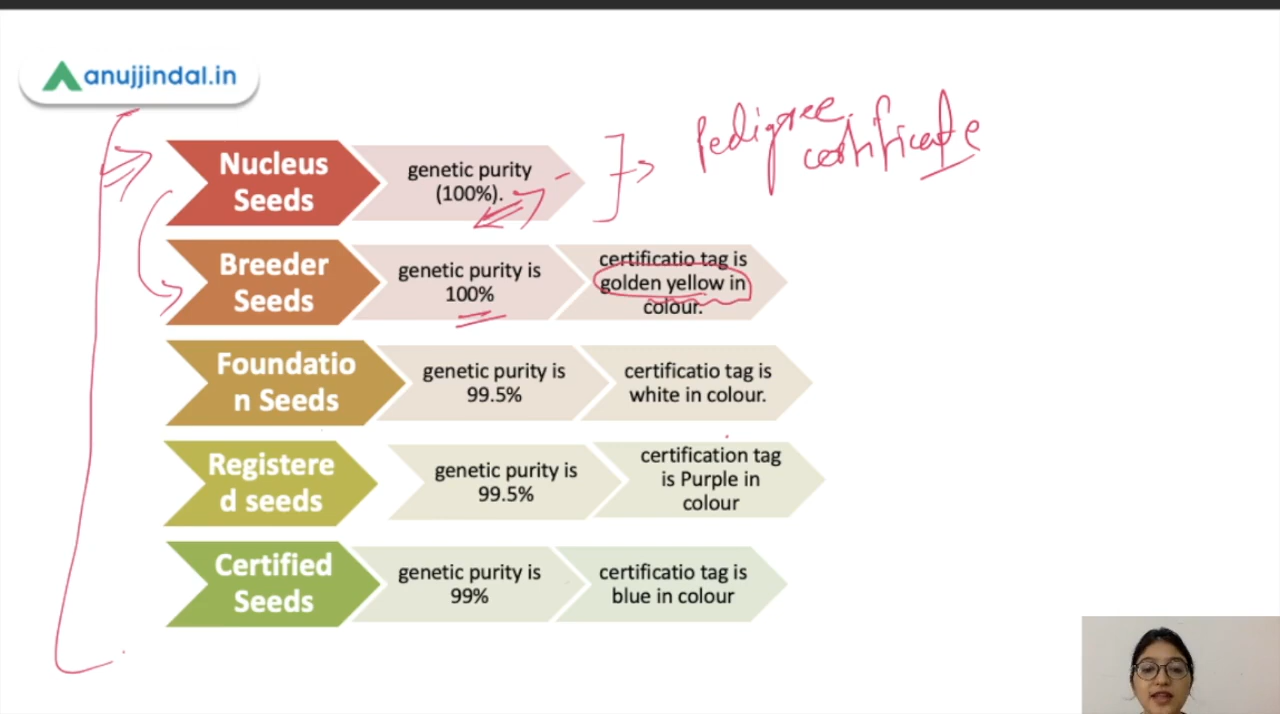 anujjindal.in
Nucleus
Seeds
genetic purity
(100%).
Pedigree
certificate
Breeder
Seeds
genetic purity is
100%
certificatio tag is
golden yellow in
colour.
Foundatio
n Seeds
genetic purity is
99.5%
certificatio tag is
white in colour.
Registere
d seeds
genetic purity is
99.5%
certification tag
is Purple in
colour
Certified
Seeds
genetic purity is
99%
certificatio tag is
blue in colour